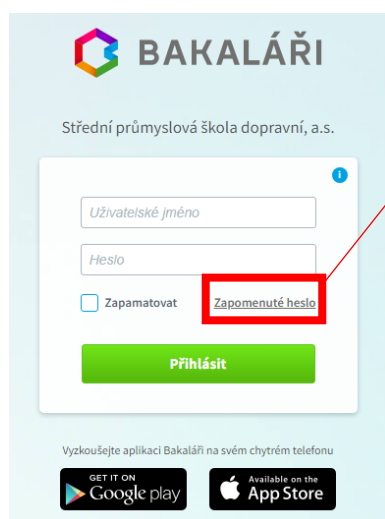 BAKALÁŘI
Střední průmyslová škola dopravní, a.s.
i
Uživatelské jméno
Heslo
Zapamatovat Zapomenuté heslo
Přihlásit
Vyzkoušejte aplikaci Bakaláři na svém chytrém telefonu
GET IT ON
Google play
Available on the
App Store